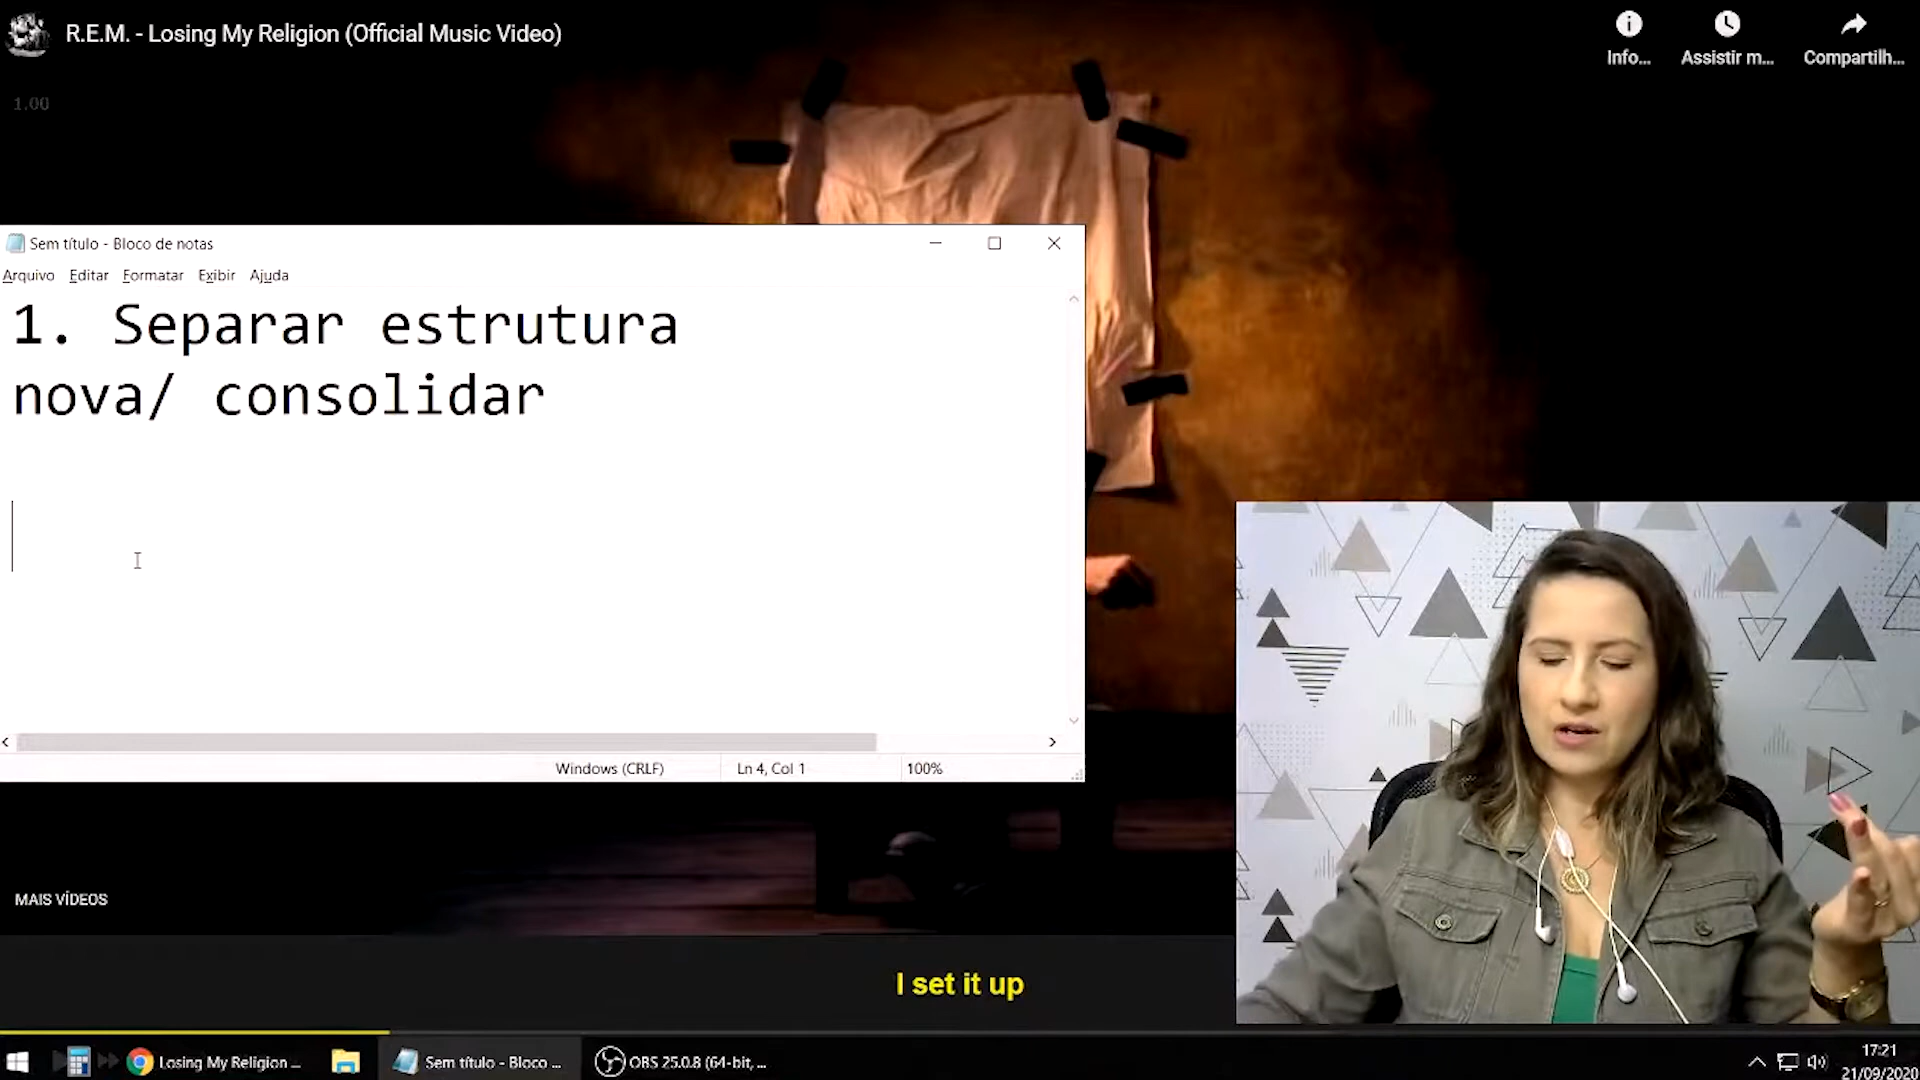 R.E.M. - Losing My Religion (Official Music Video)
Info...
Assistir m...
Compartilh...
1.00
Sem título - Bloco de notas
Arquivo Editar Formatar Exibir Ajuda
1. Separar estrutura
nova/ consolidar
Windows (CRLF) Ln 4, Col 1 100%
MAIS VÍDEOS
I set it up
Losing My Religion ...
Sem título - Bloco ...
OBS 25.0.8 (64-bit, ...
17:21
21/09/2020